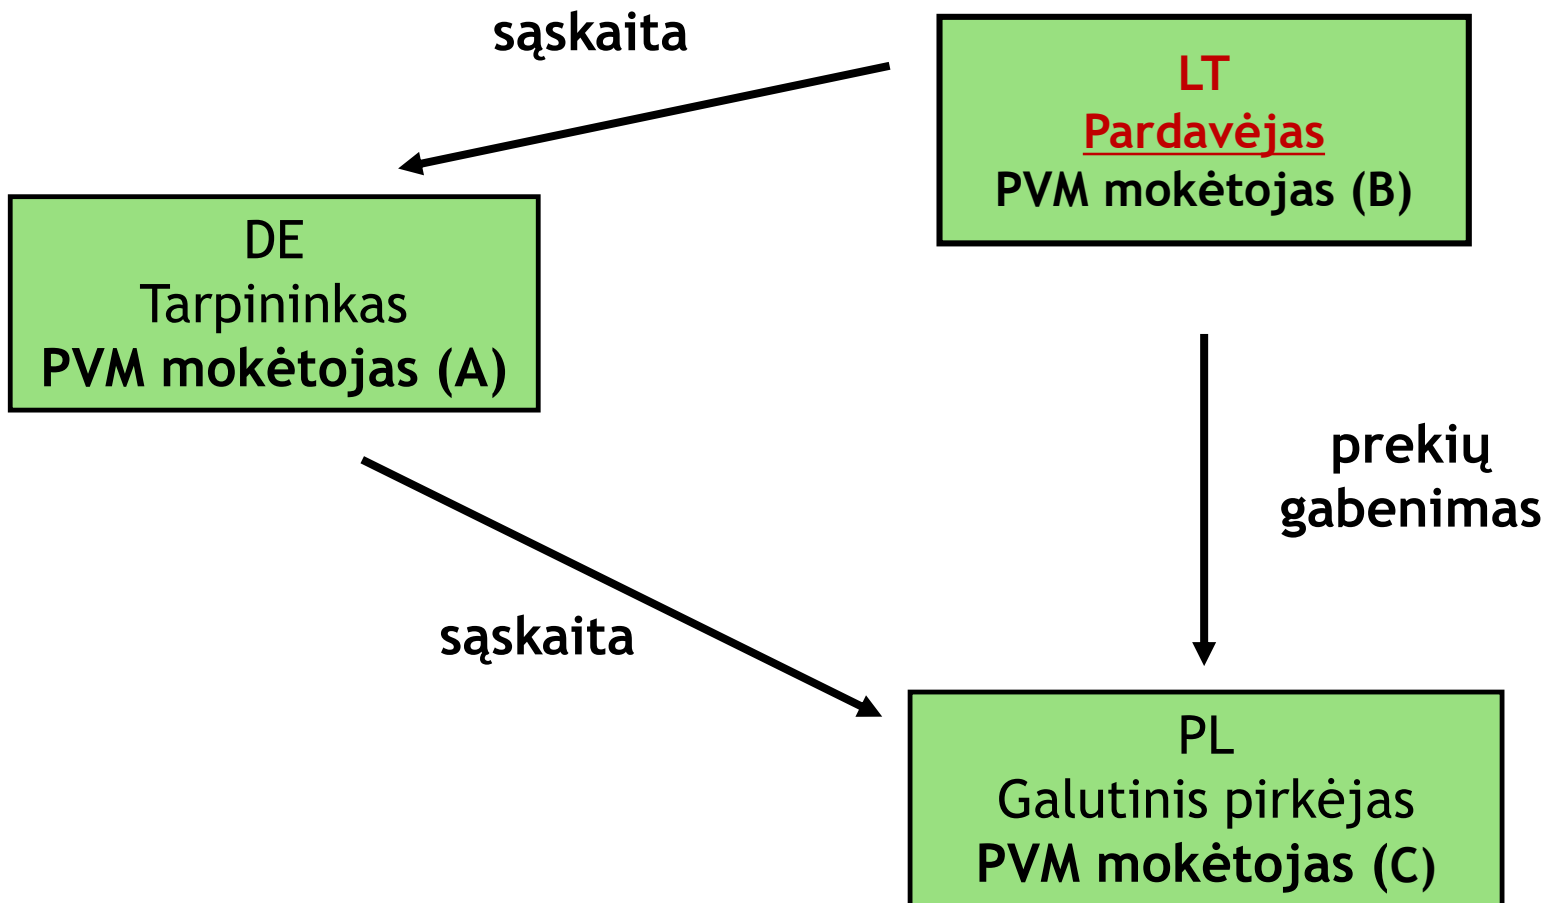 sąskaita
LT
Pardavėjas
PVM mokėtojas (B)
DE
Tarpininkas
PVM mokėtojas (A)
prekių
gabenimas
sąskaita
PL
Galutinis pirkėjas
PVM mokėtojas (C)